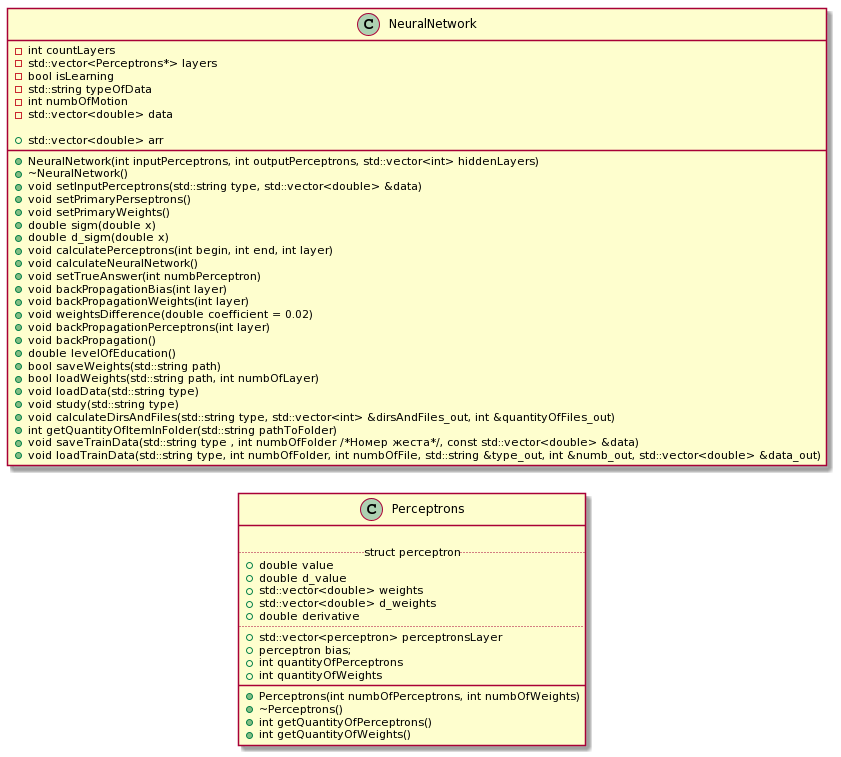 C NeuralNetwork
int countLayers
std::vector<Perceptrons*> layers
bool isLearning
std::string typeOfData
int numbOfMotion
std::vector<double> data
std::vector<double> arr
NeuralNetwork(int inputPerceptrons, int outputPerceptrons, std::vector<int> hiddenLayers)
~NeuralNetwork()
void setInputPerceptrons(std::string type, std::vector<double> &data)
void setPrimaryPerseptrons()
void setPrimaryWeights()
double sigm(double x)
double d_sigm(double x)
void calculatePerceptrons(int begin, int end, int layer)
void calculateNeuralNetwork()
void setTrueAnswer(int numbPerceptron)
void backPropagationBias(int layer)
void backPropagationWeights(int layer)
void weightsDifference(double coefficient = 0.02)
void backPropagationPerceptrons(int layer)
void backPropagation()
double levelOfEducation()
bool saveWeights(std::string path)
bool loadWeights(std::string path, int numbOfLayer)
void loadData(std::string type)
void study(std::string type)
void calculateDirsAndFiles(std::string type, std::vector<int> &dirsAndFiles_out, int &quantityOfFiles_out)
int getQuantityOfItemInFolder(std::string pathToFolder)
void saveTrainData(std::string type , int numbOfFolder /*Номер жеста*/, const std::vector<double> &data)
void loadTrainData(std::string type, int numbOfFolder, int numbOfFile, std::string &type_out, int &numb_out, std::vector<double> &data_out)
C Perceptrons
struct perceptron
double value
double d_value
std::vector<double> weights
std::vector<double> d_weights
double derivative
std::vector<perceptron> perceptronsLayer
perceptron bias;
int quantityOfPerceptrons
int quantityOfWeights
Perceptrons(int numbOfPerceptrons, int numbOfWeights)
~Perceptrons()
int getQuantityOfPerceptrons()
int getQuantityOfWeights()